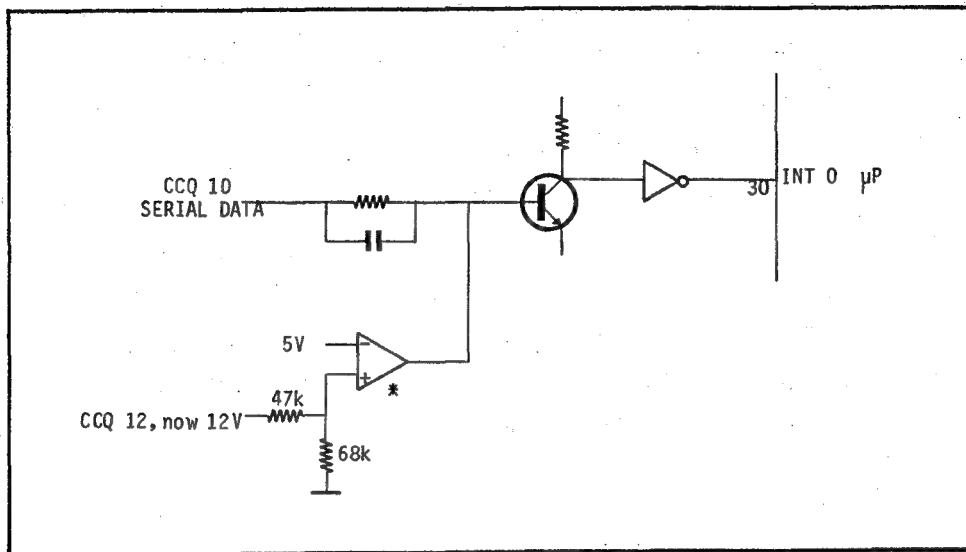 CCQ 10
SERIAL DATA
30
INT 0 µP
5V
-
+
*
47k
CCQ 12, now 12V
68k